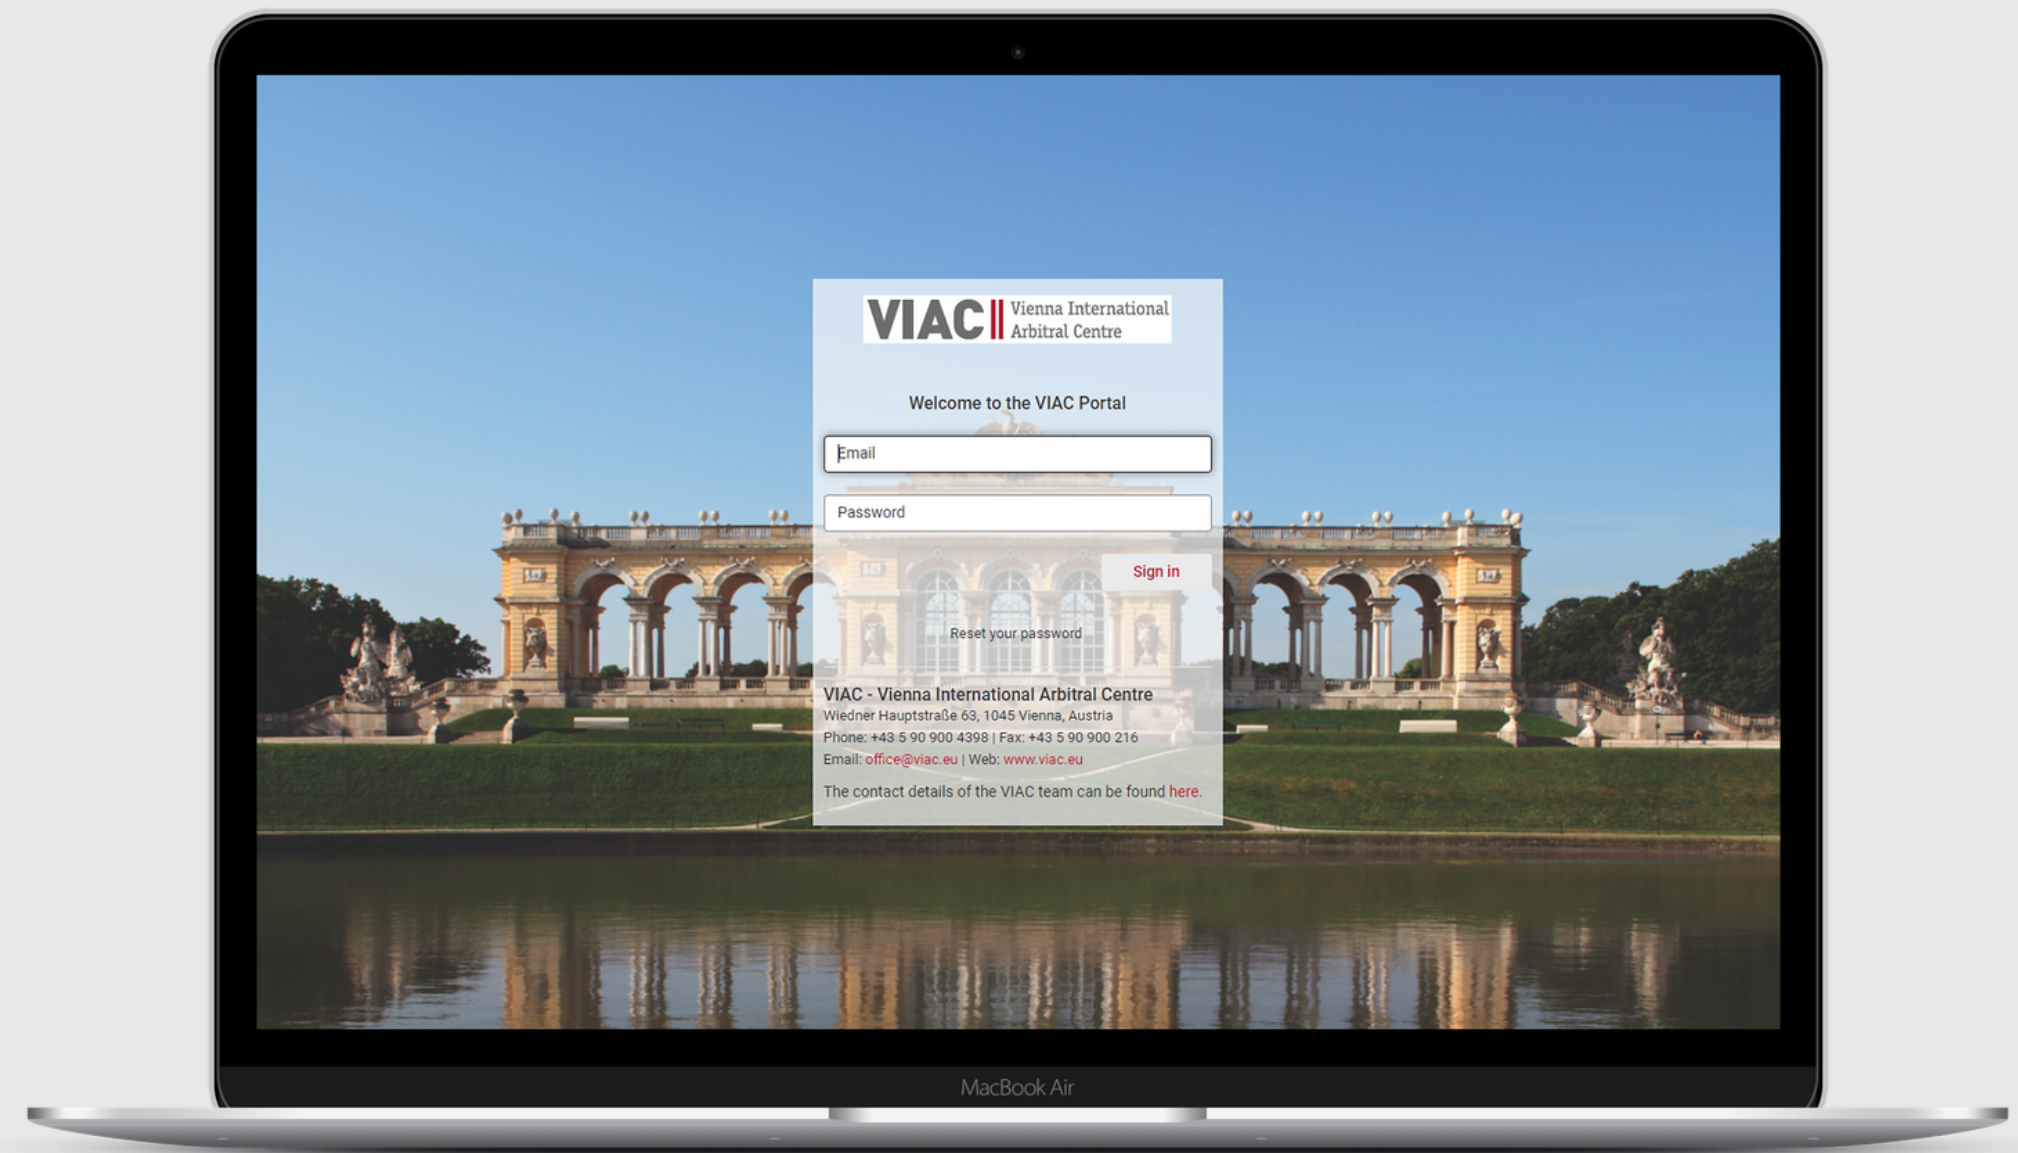 VIAC
Vienna International
Arbitral Centre
Welcome to the VIAC Portal
Email
Password
Sign in
Reset your password
VIAC - Vienna International Arbitral Centre
Wiedner Hauptstraße 63, 1045 Vienna, Austria
Phone: +43 5 90 900 4398 | Fax: +43 5 90 900 216
Email: office@viac.eu | Web: www.viac.eu
The contact details of the VIAC team can be found here.
MacBook Air